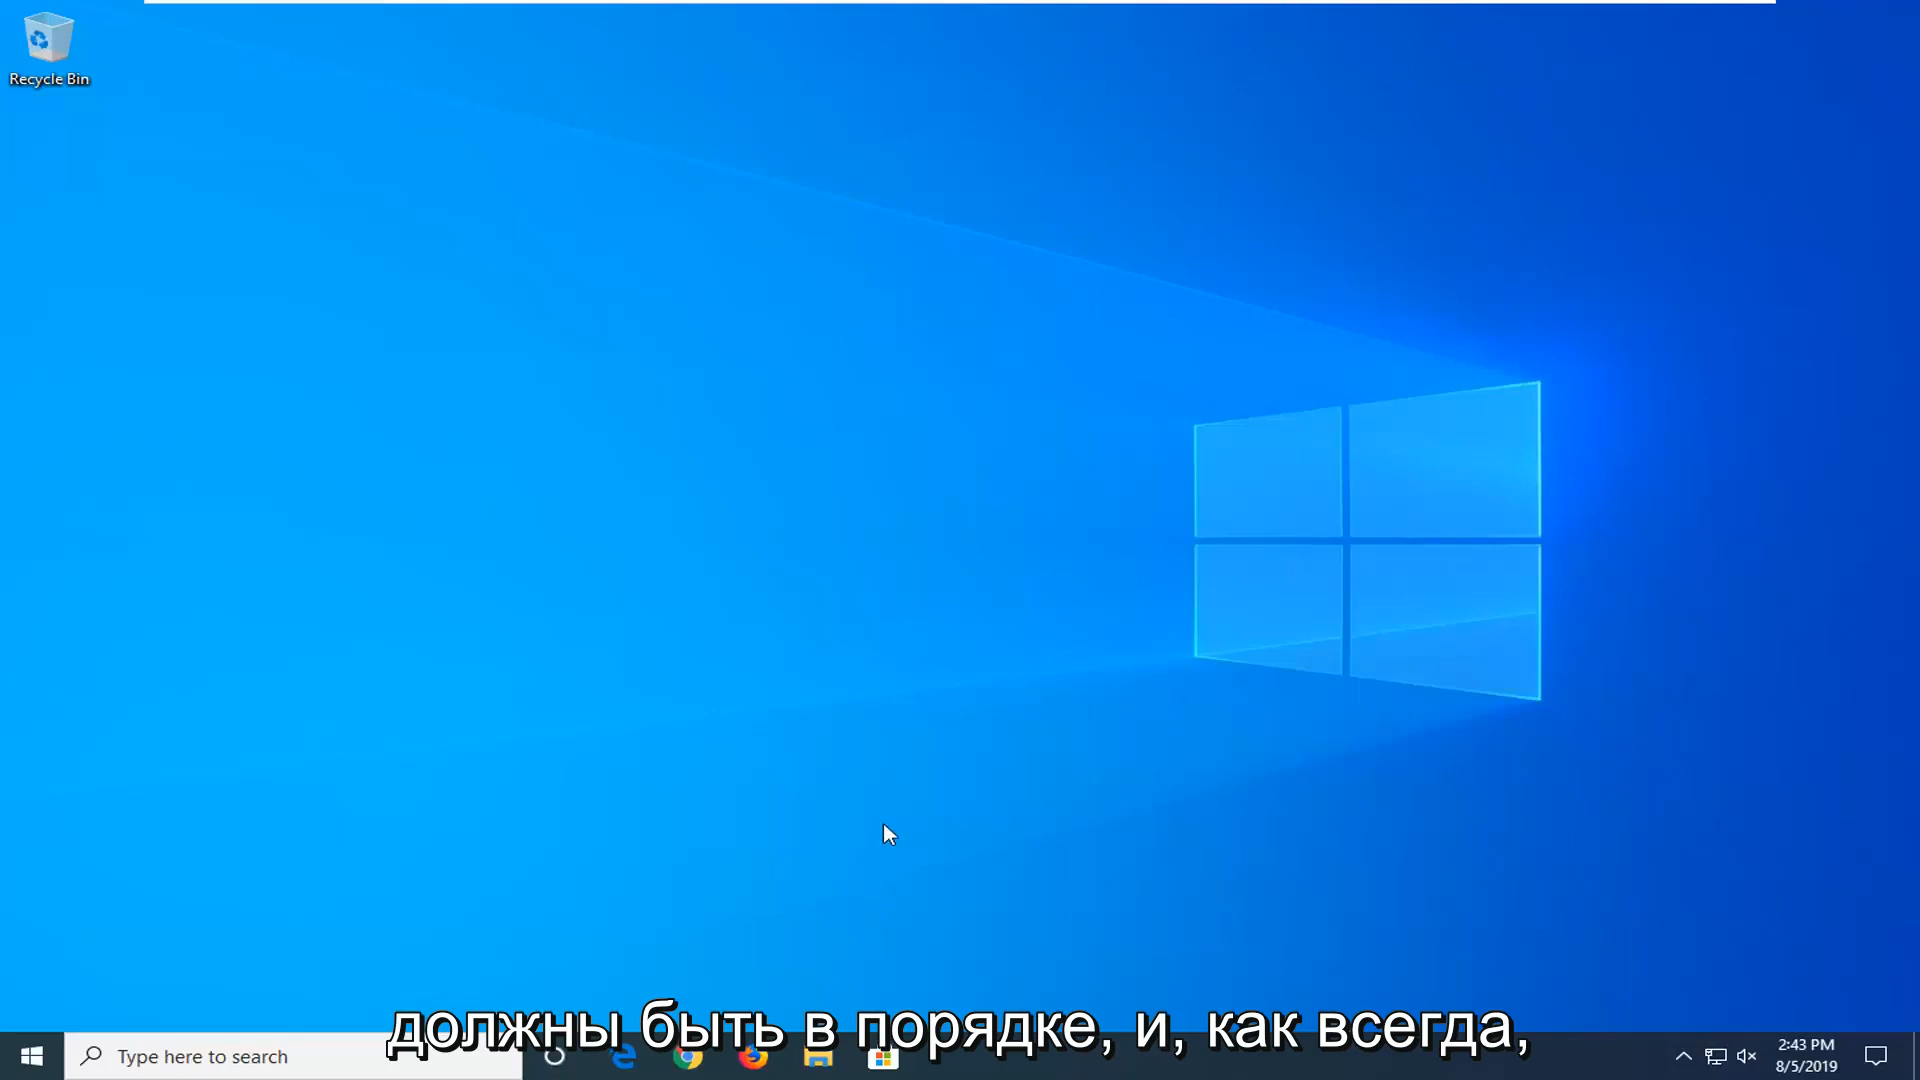 Recycle Bin
должны быть в порядке, и, как всегда,
Type here to search
2:43 PM
8/5/2019